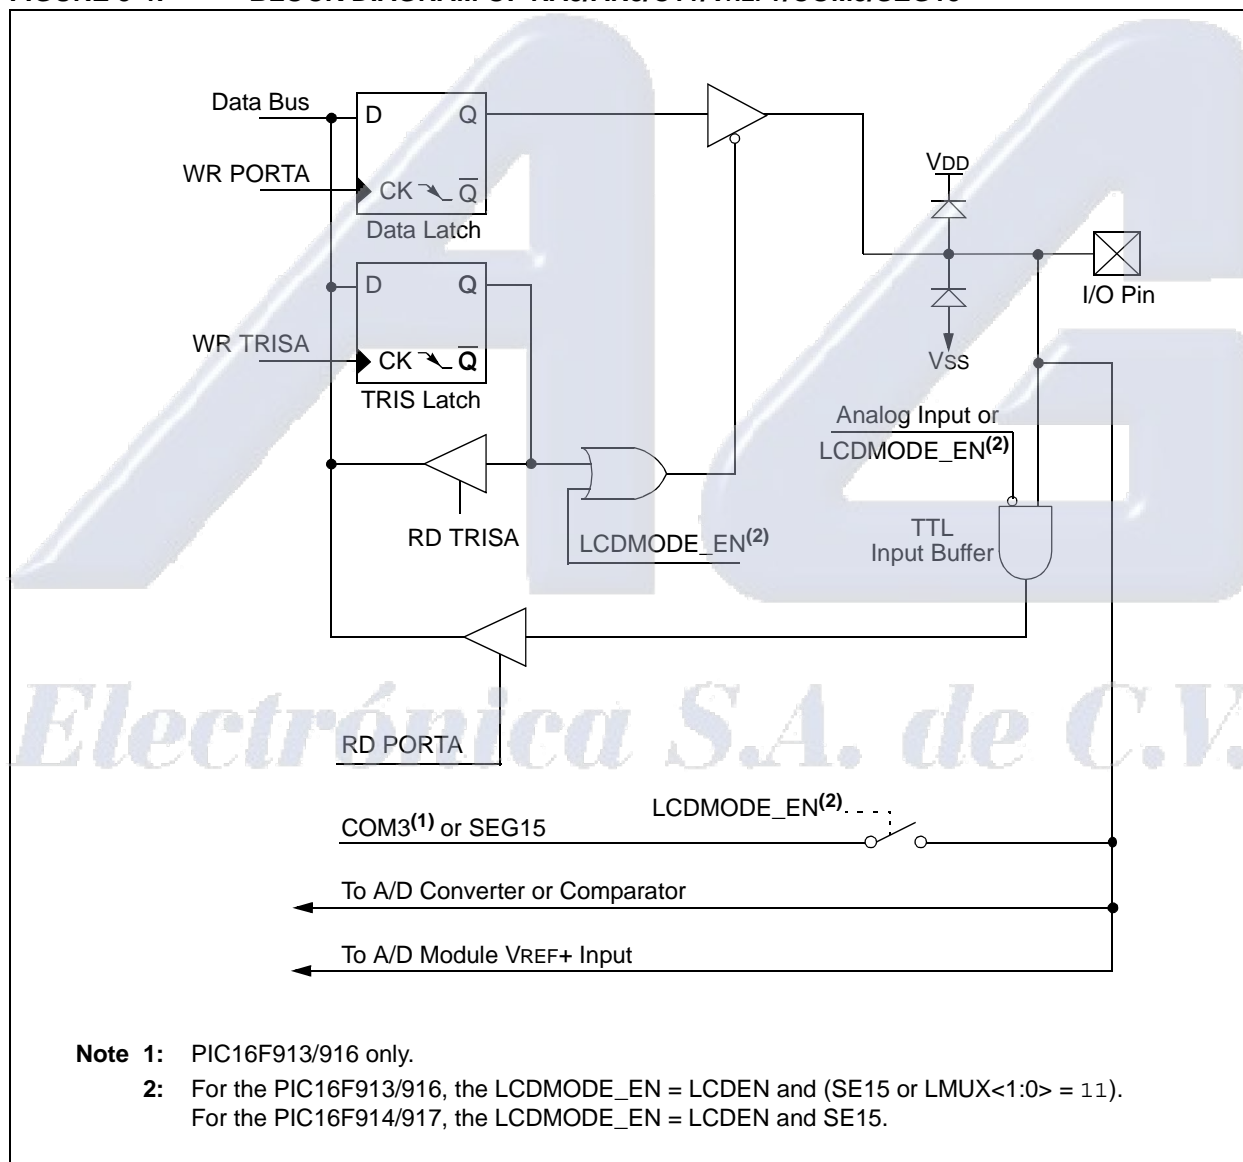 Data Bus
D
Q
WR PORTA
CK
Q
Data Latch
VDD
I/O Pin
D
Q
WR TRISA
CK
Q
VSS
TRIS Latch
Analog Input or
LCDMODE_EN(2)
RD TRISA
LCDMODE_EN(2)
TTL
Input Buffer
Electrónica S.A. de C.V.
RD PORTA
LCDMODE_EN(2)
COM3(1) or SEG15
To A/D Converter or Comparator
To A/D Module VREF+ Input
Note 1: PIC16F913/916 only.
2: For the PIC16F913/916, the LCDMODE_EN = LCDEN and (SE15 or LMUX<1:0> = 11).
For the PIC16F914/917, the LCDMODE_EN = LCDEN and SE15.